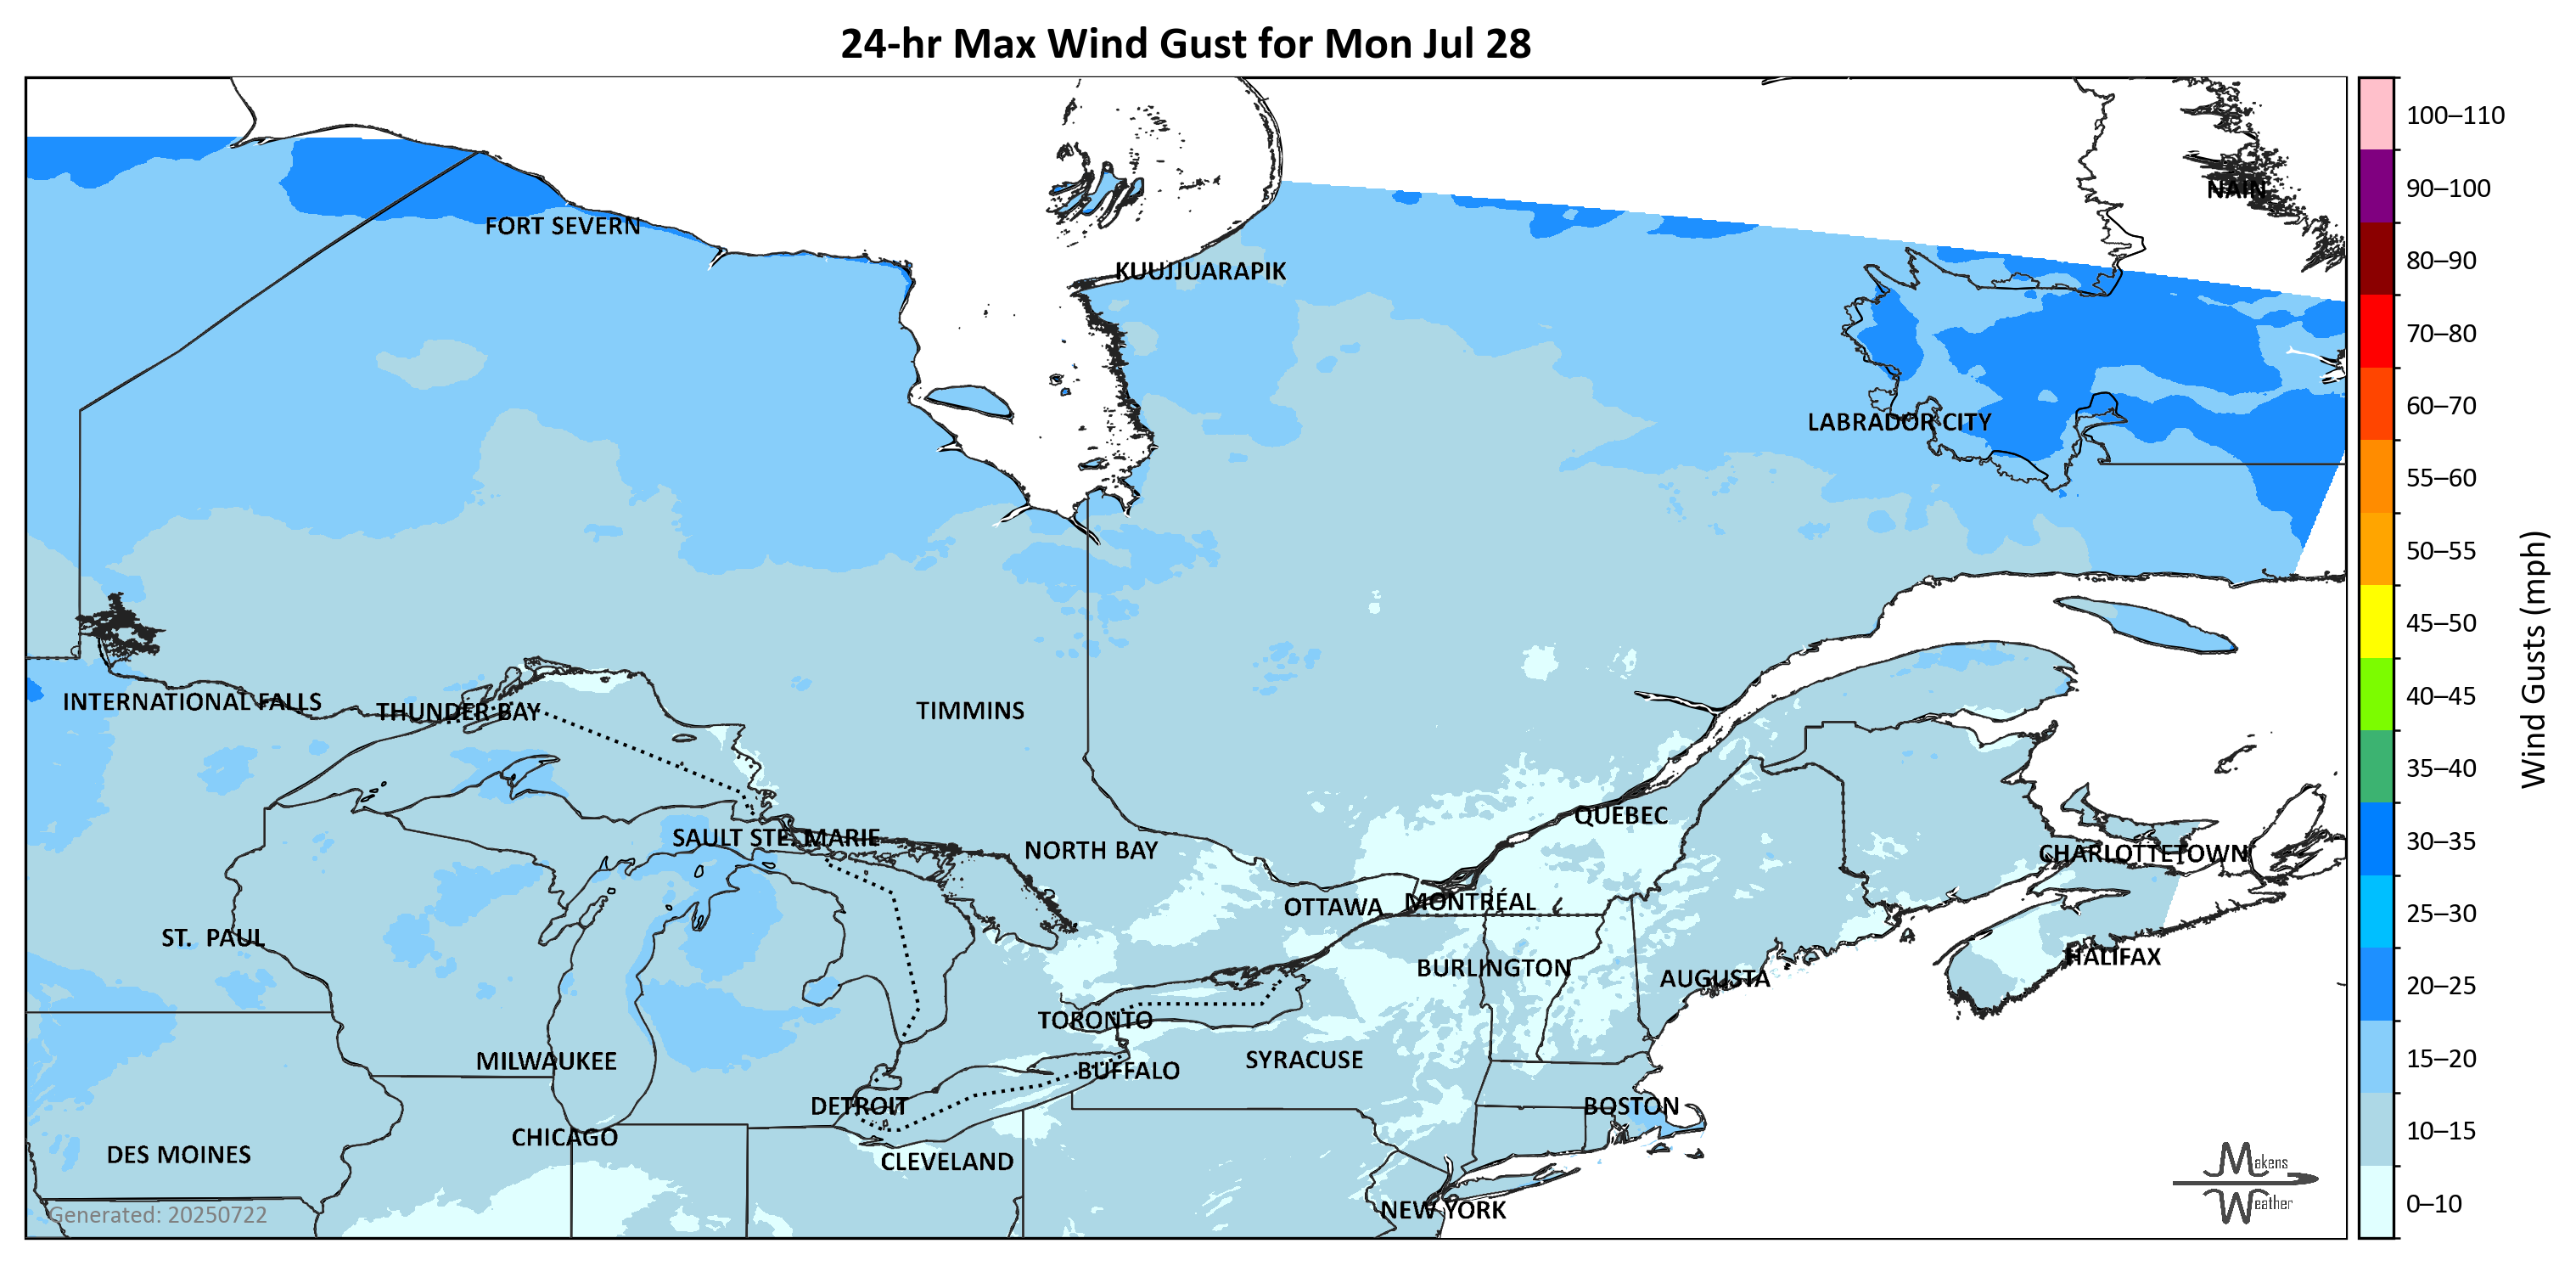 24-hr Max Wind Gust for Mon Jul 28
100–110
90–100
NAIN
FORT SEVERN
80–90
KUUJJUARAPIK
70–80
60–70
LABRADOR CITY
55–60
50–55
45–50
Wind Gusts (mph)
40–45
INTERNATIONAL FALLS
THUNDER BAY
TIMMINS
35–40
QUÉBEC
SAULT STE. MARIE
30–35
NORTH BAY
CHARLOTTETOWN
MONTRÉAL
OTTAWA
25–30
ST. PAUL
HALIFAX
BURLINGTON
AUGUSTA
20–25
TORONTO
MILWAUKEE
SYRACUSE
15–20
BUFFALO
DETROIT
BOSTON
CHICAGO
10–15
DES MOINES
CLEVELAND
Makens
Weather
NEW YORK
0–10
Generated: 20250722